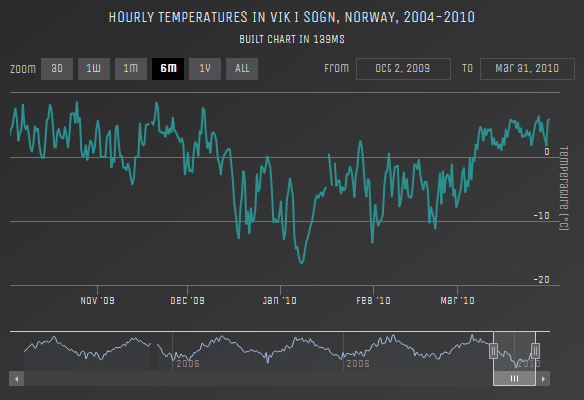 HOURLY TEMPERATURES IN VIK I SOGN, NORWAY, 2004-2010
BUILT CHART IN 139MS
Zoom 3D 1W 1M 6M 1Y ALL From Oct 2, 2009 To Mar 31, 2010
0
-10
-20
Temperature (°C)
Nov '09 Dec '09 Jan '10 Feb '10 Mar '10
2006 2008 2010